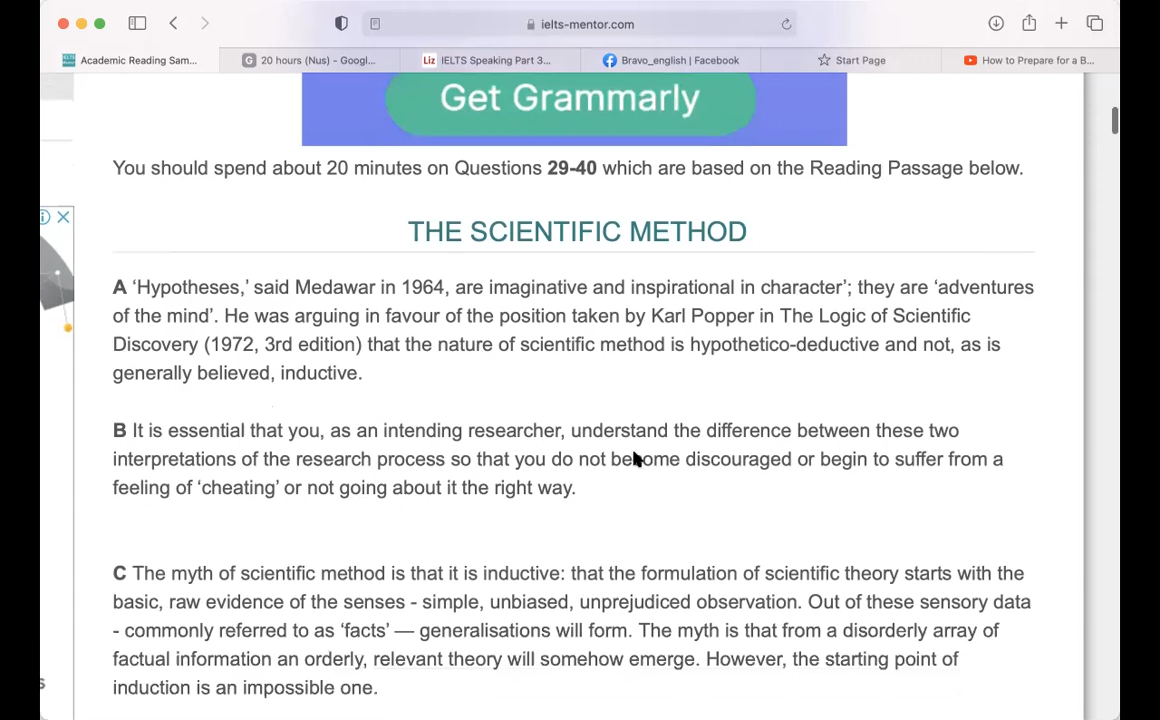 ielts-mentor.com
Academic Reading Sam...
G 20 hours (Nus) - Googl...
Liz IELTS Speaking Part 3...
Bravo_english | Facebook
Start Page
How to Prepare for a B...
Get Grammarly
You should spend about 20 minutes on Questions 29-40 which are based on the Reading Passage below.
THE SCIENTIFIC METHOD
A ‘Hypotheses,’ said Medawar in 1964, are imaginative and inspirational in character’; they are ‘adventures
of the mind’. He was arguing in favour of the position taken by Karl Popper in The Logic of Scientific
Discovery (1972, 3rd edition) that the nature of scientific method is hypothetico-deductive and not, as is
generally believed, inductive.
B It is essential that you, as an intending researcher, understand the difference between these two
interpretations of the research process so that you do not become discouraged or begin to suffer from a
feeling of ‘cheating’ or not going about it the right way.
C The myth of scientific method is that it is inductive: that the formulation of scientific theory starts with the
basic, raw evidence of the senses - simple, unbiased, unprejudiced observation. Out of these sensory data
- commonly referred to as ‘facts’ — generalisations will form. The myth is that from a disorderly array of
factual information an orderly, relevant theory will somehow emerge. However, the starting point of
induction is an impossible one.
s